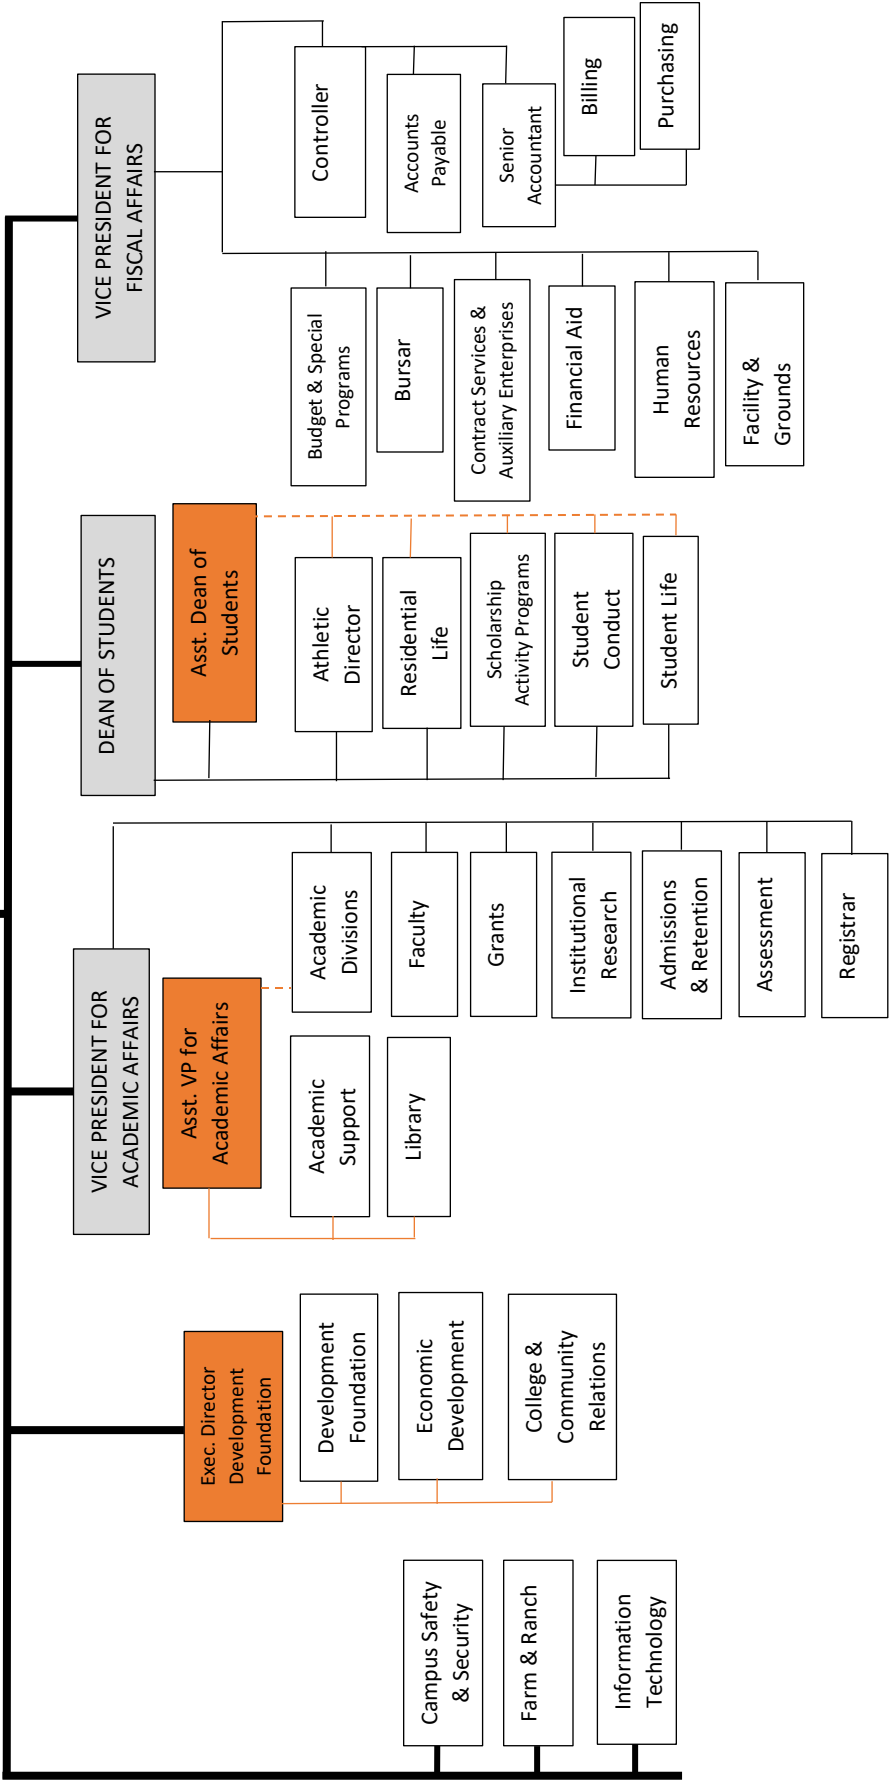 Campus Safety
& Security
Farm & Ranch
Information
Technology
Exec. Director
Development
Foundation
Development
Foundation
Economic
Development
College &
Community
Relations
VICE PRESIDENT FOR
ACADEMIC AFFAIRS
Asst. VP for
Academic Affairs
Academic
Support
Library
Academic
Divisions
Faculty
Grants
Institutional
Research
Admissions
& Retention
Assessment
Registrar
DEAN OF STUDENTS
Asst. Dean of
Students
Athletic
Director
Residential
Life
Scholarship
Activity Programs
Student
Conduct
Student Life
VICE PRESIDENT FOR
FISCAL AFFAIRS
Budget & Special
Programs
Bursar
Contract Services &
Auxiliary Enterprises
Financial Aid
Human
Resources
Facility &
Grounds
Controller
Accounts
Payable
Senior
Accountant
Billing
Purchasing